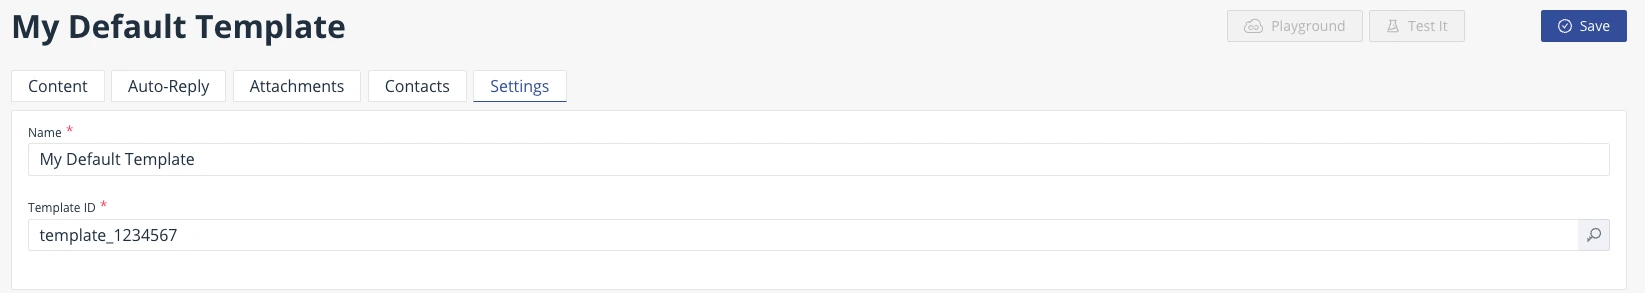 My Default Template
Playground
Test It
Save
Content Auto-Reply Attachments Contacts Settings
Name *
My Default Template
Template ID *
template_1234567